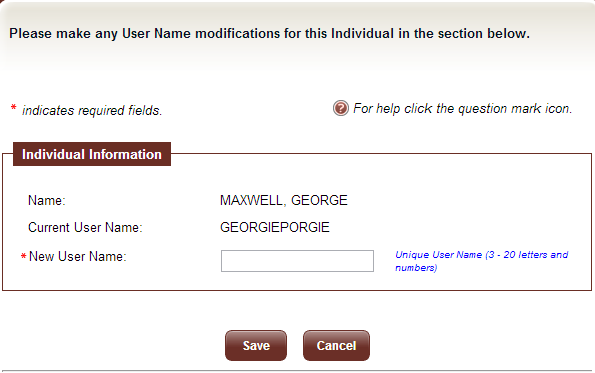 Please make any User Name modifications for this Individual in the section below.
* indicates required fields.
? For help click the question mark icon.
Individual Information
Name: MAXWELL, GEORGE
Current User Name: GEORGIEPORGIE
* New User Name: Unique User Name (3 - 20 letters and
numbers)
Save Cancel